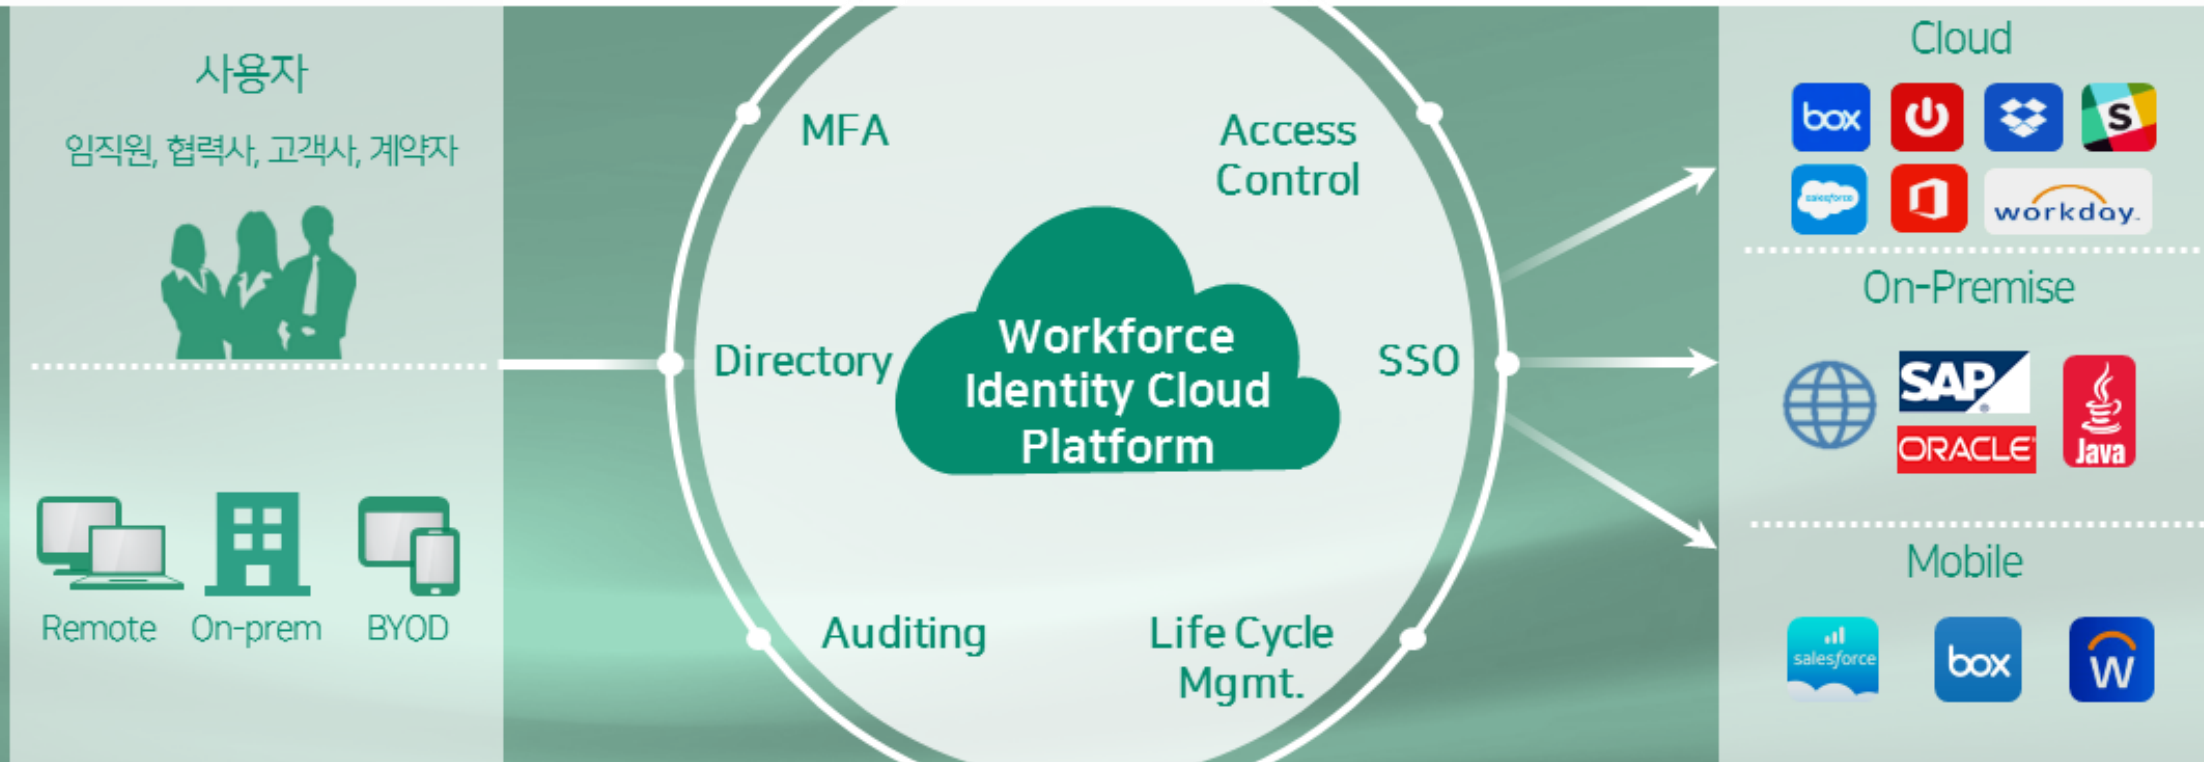 사용자
임직원, 협력사, 고객사, 계약자
Remote
On-prem
BYOD
MFA
Access
Control
Directory
Workforce
Identity Cloud
Platform
SSO
Auditing
Life Cycle
Mgmt.
Cloud
box
S
salesforce
workday.
On-Premise
SAP
ORACLE
Java
Mobile
salesforce
box
W